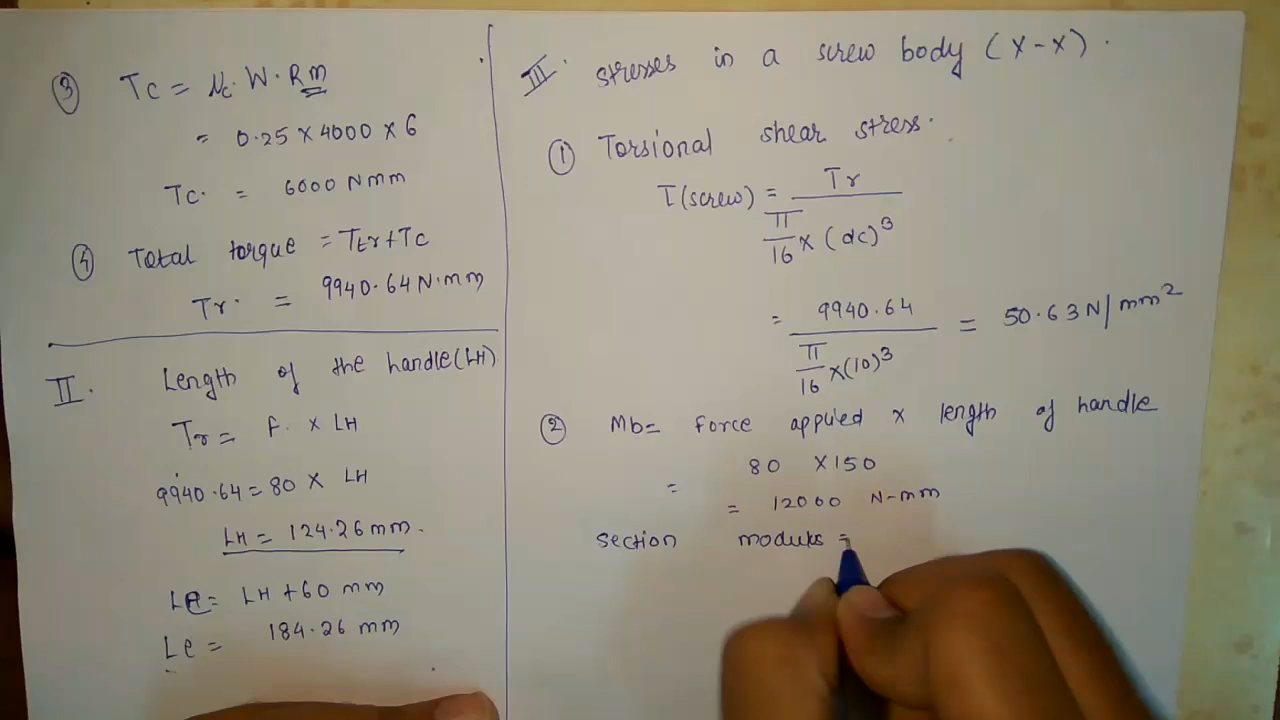 ③ Tc = μc. W. Rm
= 0.25 × 4000 × 6
Tc. = 6000 Nmm
④ Total torque = Ttr + Tc
Tr. = 9940.64 N.mm
II. Length of the handle (LH)
Tr = F. × LH
9940.64 = 80 × LH
LH = 124.26 mm.
Le = LH + 60 mm
Le = 184.26 mm
III. stresses in a screw body (X-X).
① Torsional shear stress.
τ(screw) = Tr / π/16 × (dc)³
= 9940.64 / π/16 × (10)³ = 50.63 N/mm²
② Mb = force applied × length of handle
= 80 × 150
= 12000 N-mm
section moduls =